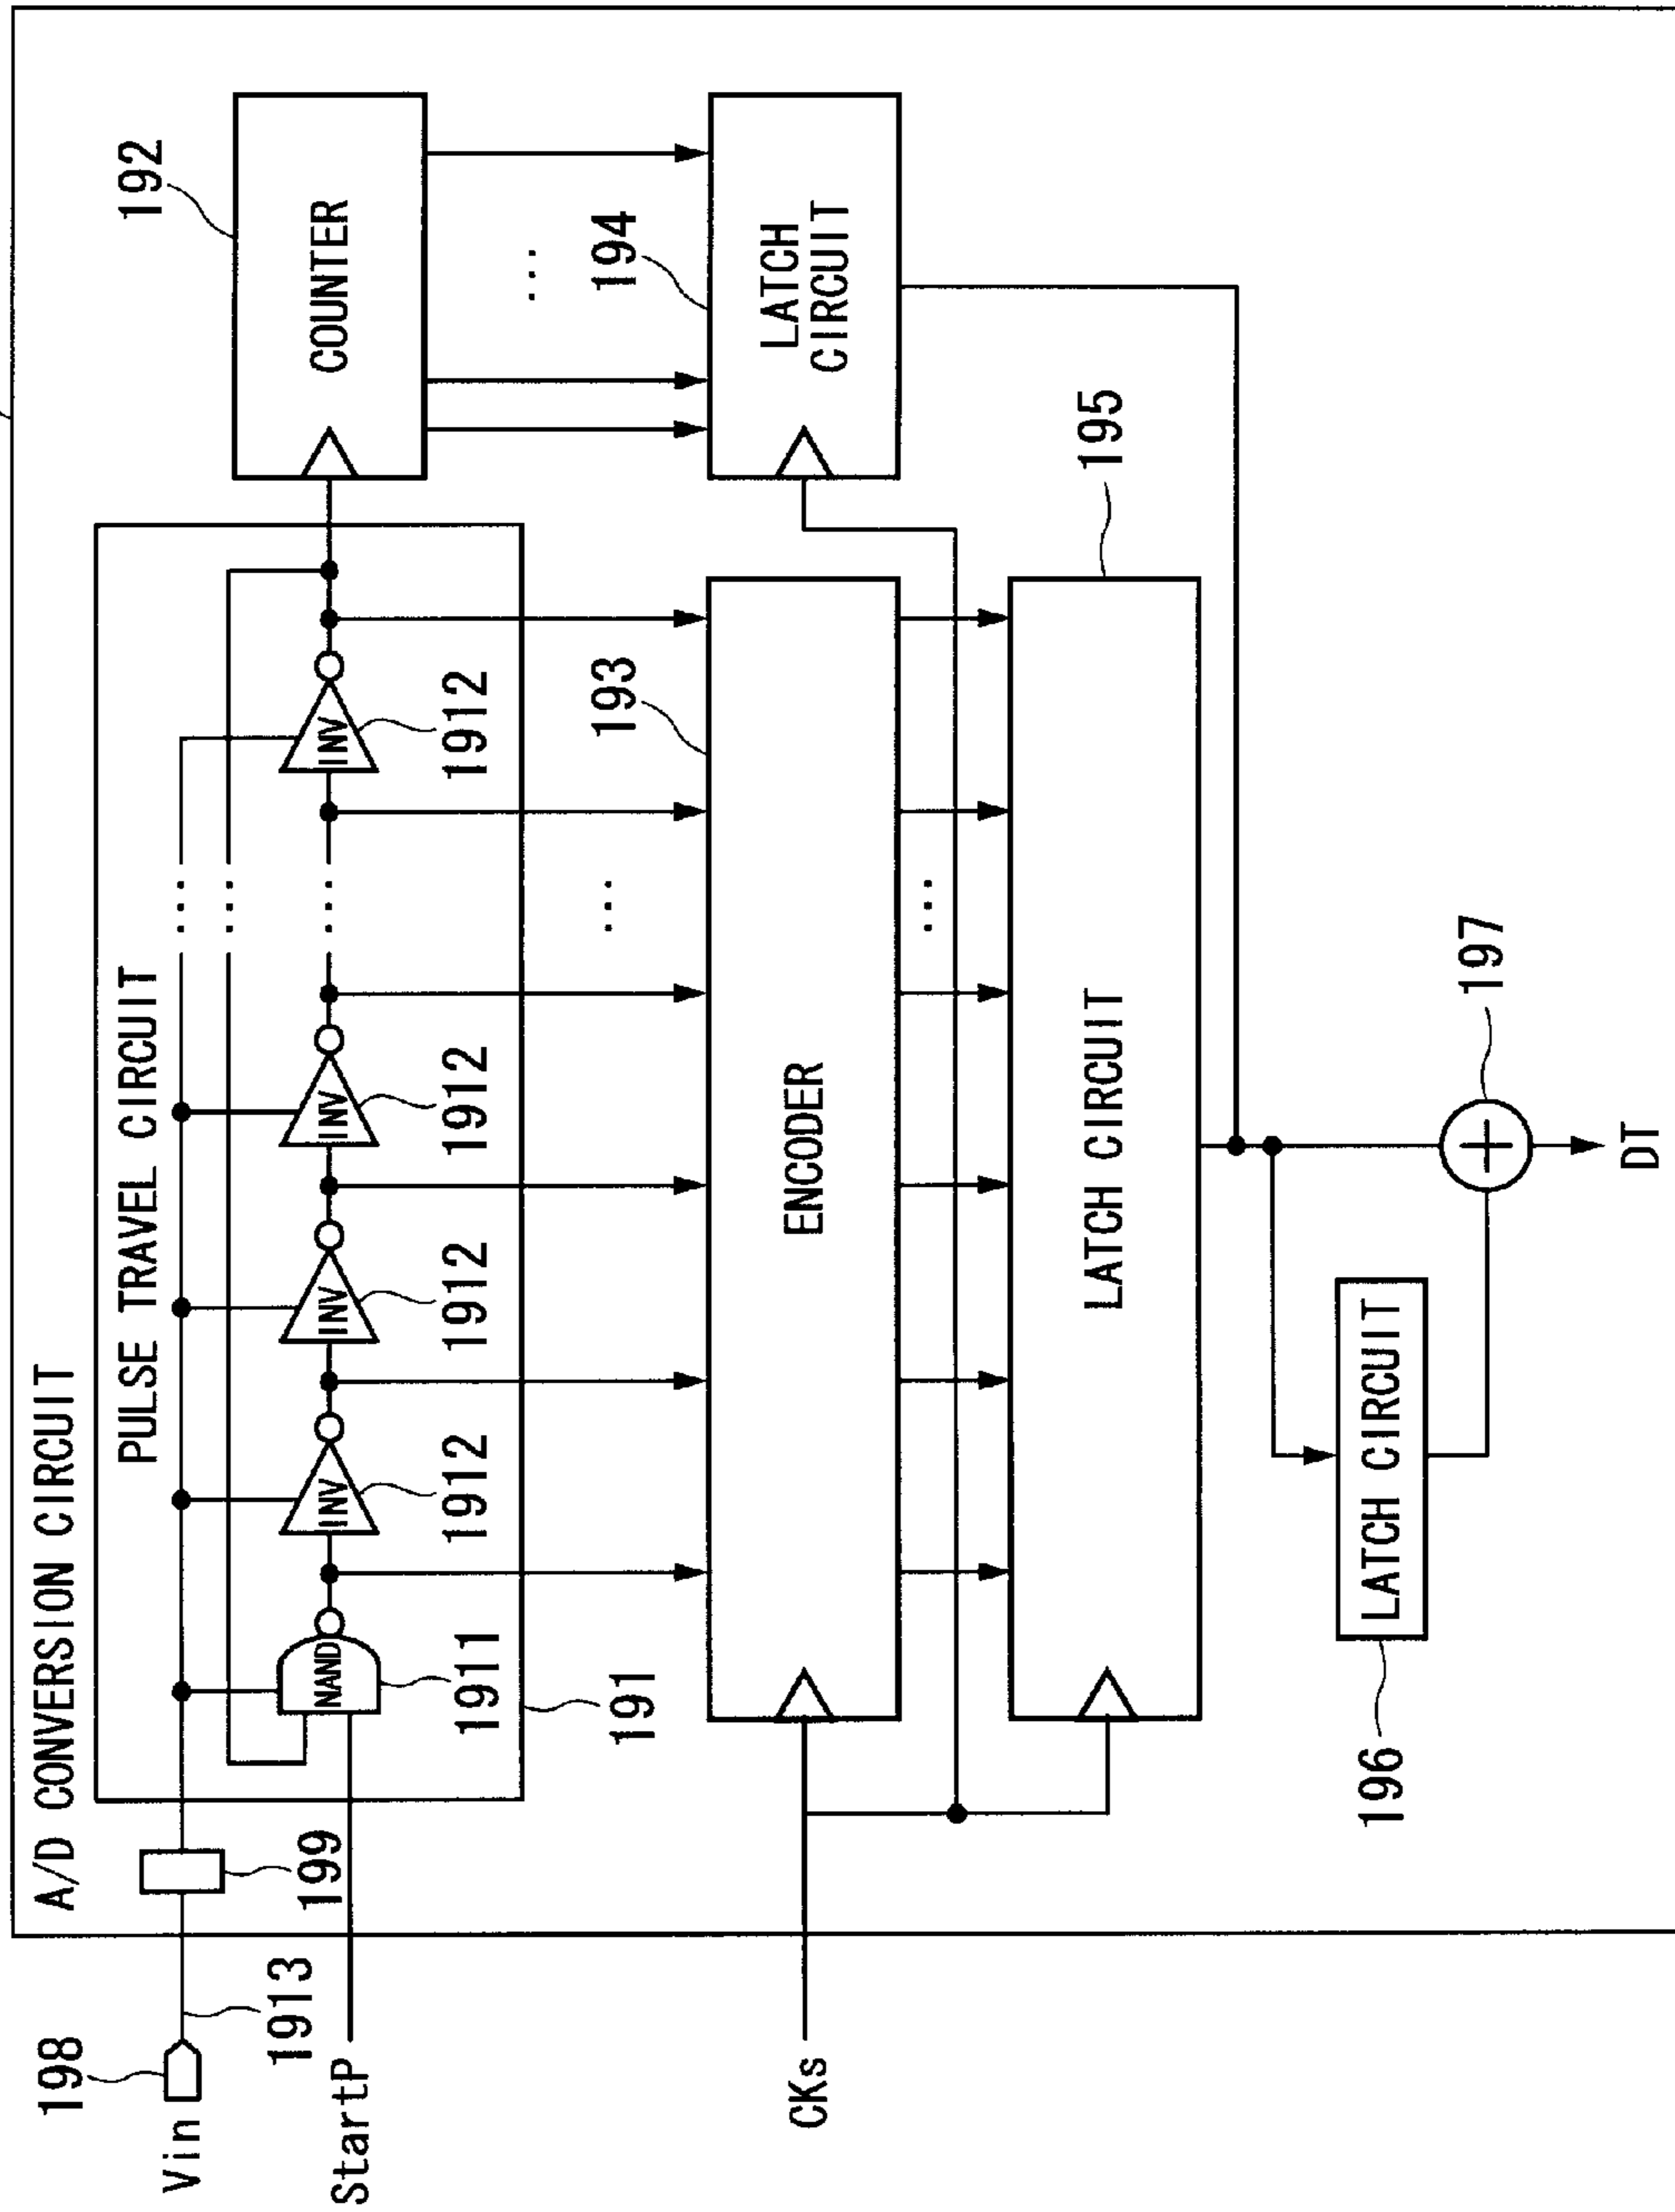 A/D CONVERSION CIRCUIT
PULSE TRAVEL CIRCUIT
198
Vin
1913
199
StartP
NAND
1911
INV
1912
INV
1912
INV
1912
...
...
...
INV
1912
191
COUNTER
192
...
...
193
ENCODER
CKs
194
LATCH
CIRCUIT
...
LATCH CIRCUIT
195
LATCH CIRCUIT
196
+
197
DT